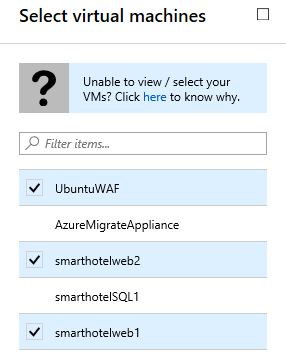 Select virtual machines
Unable to view / select your
VMs? Click here to know why.
Filter items...
UbuntuWAF
AzureMigrateAppliance
smarthotelweb2
smarthotelSQL1
smarthotelweb1